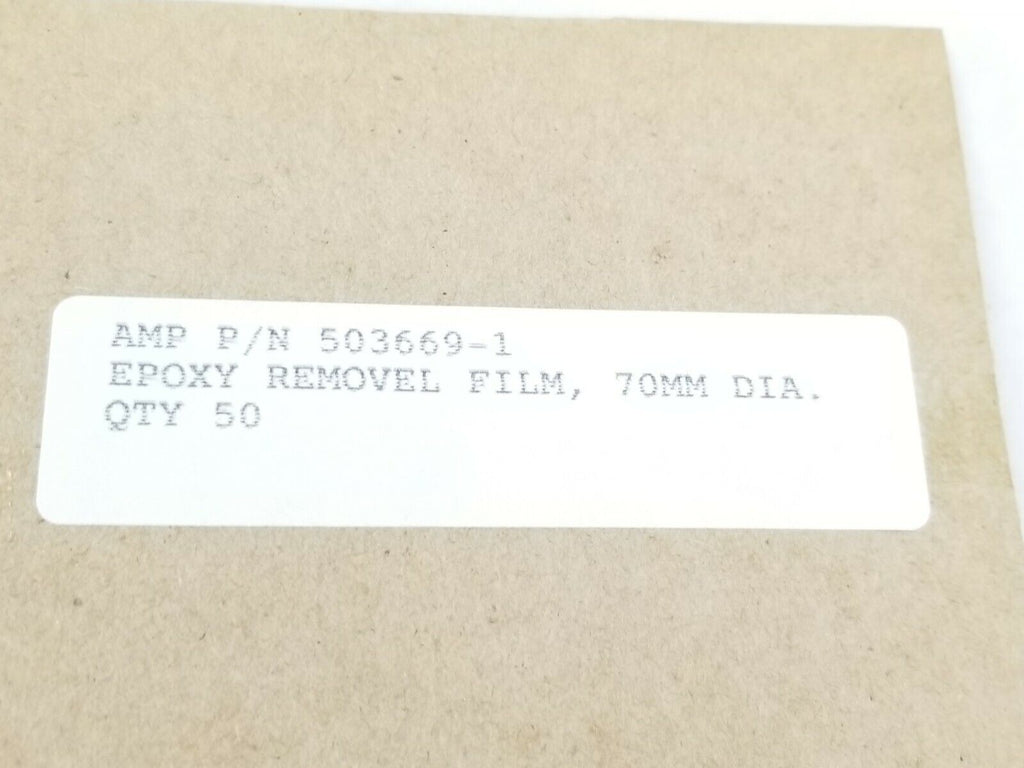 AMP P/N 503669-1
EPOXY REMOVEL FILM, 70MM DIA.
QTY 50